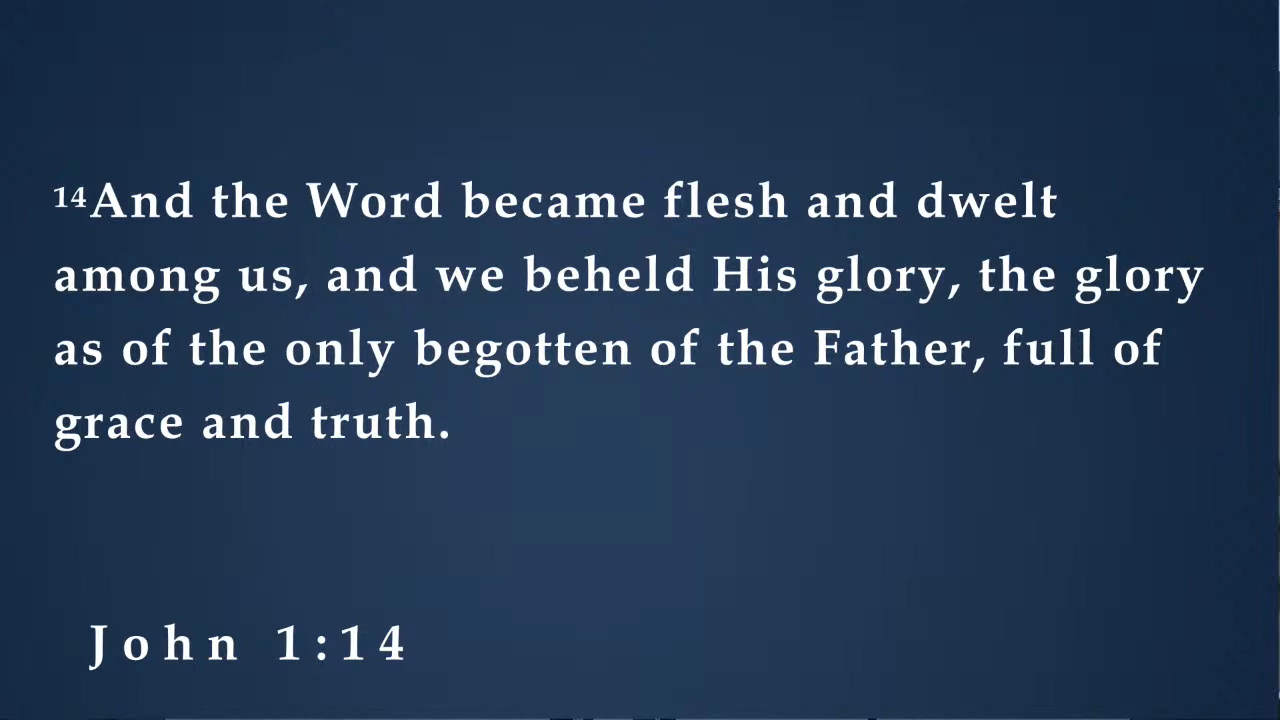 ¹⁴And the Word became flesh and dwelt
among us, and we beheld His glory, the glory
as of the only begotten of the Father, full of
grace and truth.
John 1:14